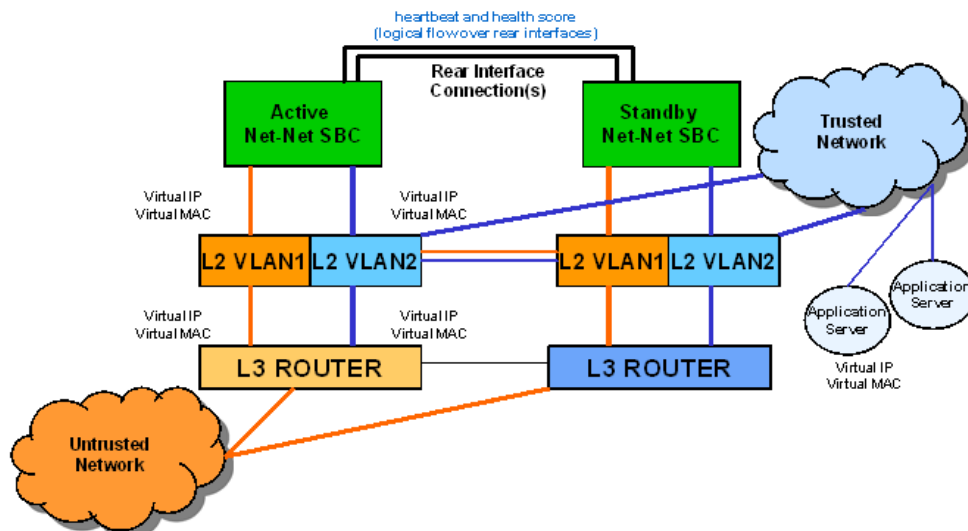 heartbeat and health score
(logical flowover rear interfaces)
Rear Interface
Connection(s)
Active
Net-Net SBC
Standby
Net-Net SBC
Trusted
Network
Virtual IP
Virtual MAC
Virtual IP
Virtual MAC
L2 VLAN1
L2 VLAN2
L2 VLAN1
L2 VLAN2
Application
Server
Application
Server
Virtual IP
Virtual MAC
Virtual IP
Virtual MAC
Virtual IP
Virtual MAC
L3 ROUTER
L3 ROUTER
Untrusted
Network